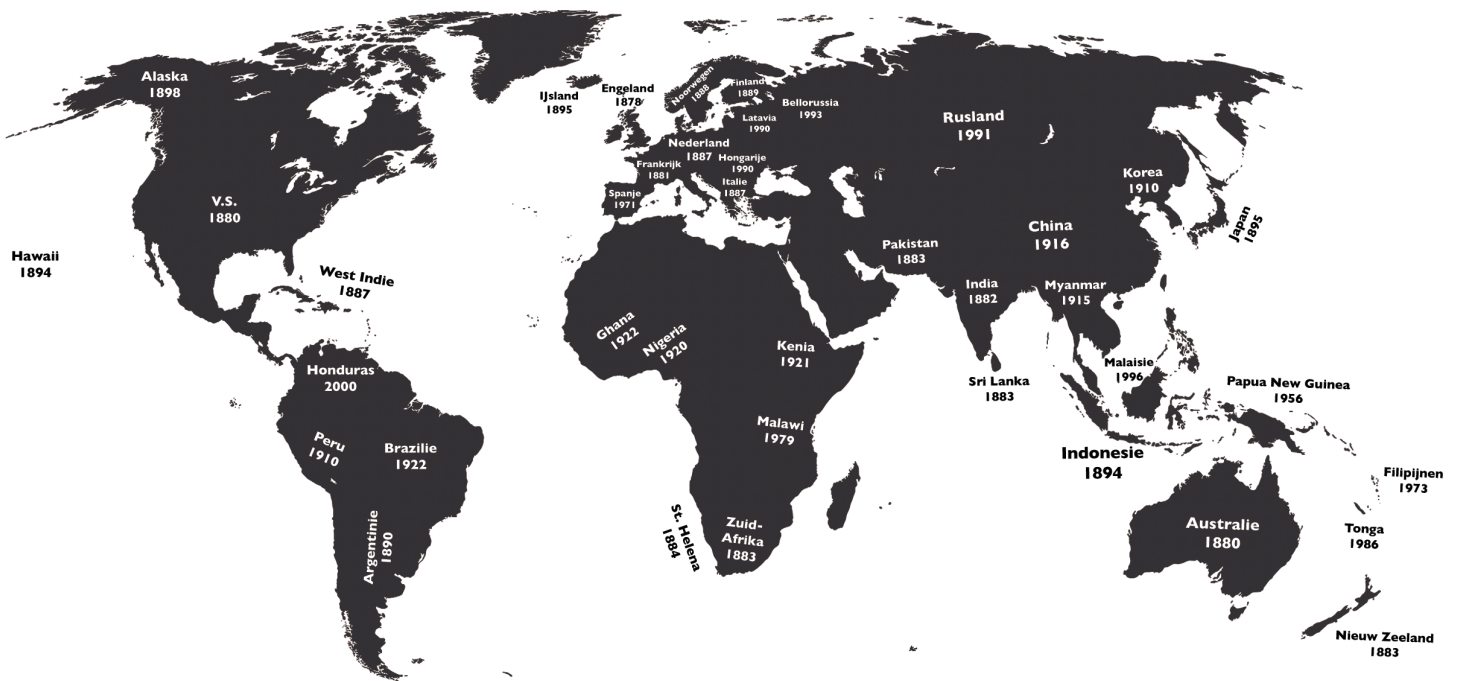 Alaska
1898
V.S.
1880
Hawaii
1894
West Indie
1887
Honduras
2000
Peru
1910
Brazilie
1922
Argentinie
1890
IJsland
1895
Engeland
1878
Noorwegen
1888
Finland
1889
Latavia
1990
Bellorussia
1993
Rusland
1991
Nederland
1887
Frankrijk
1881
Hongarije
1990
Italie
1887
Spanje
1971
Ghana
1922
Nigeria
1920
Kenia
1921
Malawi
1979
St. Helena
1884
Zuid-
Afrika
1883
Pakistan
1883
India
1882
Sri Lanka
1883
China
1916
Myanmar
1915
Korea
1910
Japan
1895
Malaisie
1996
Indonesie
1894
Papua New Guinea
1956
Filipijnen
1973
Australie
1880
Tonga
1986
Nieuw Zeeland
1883